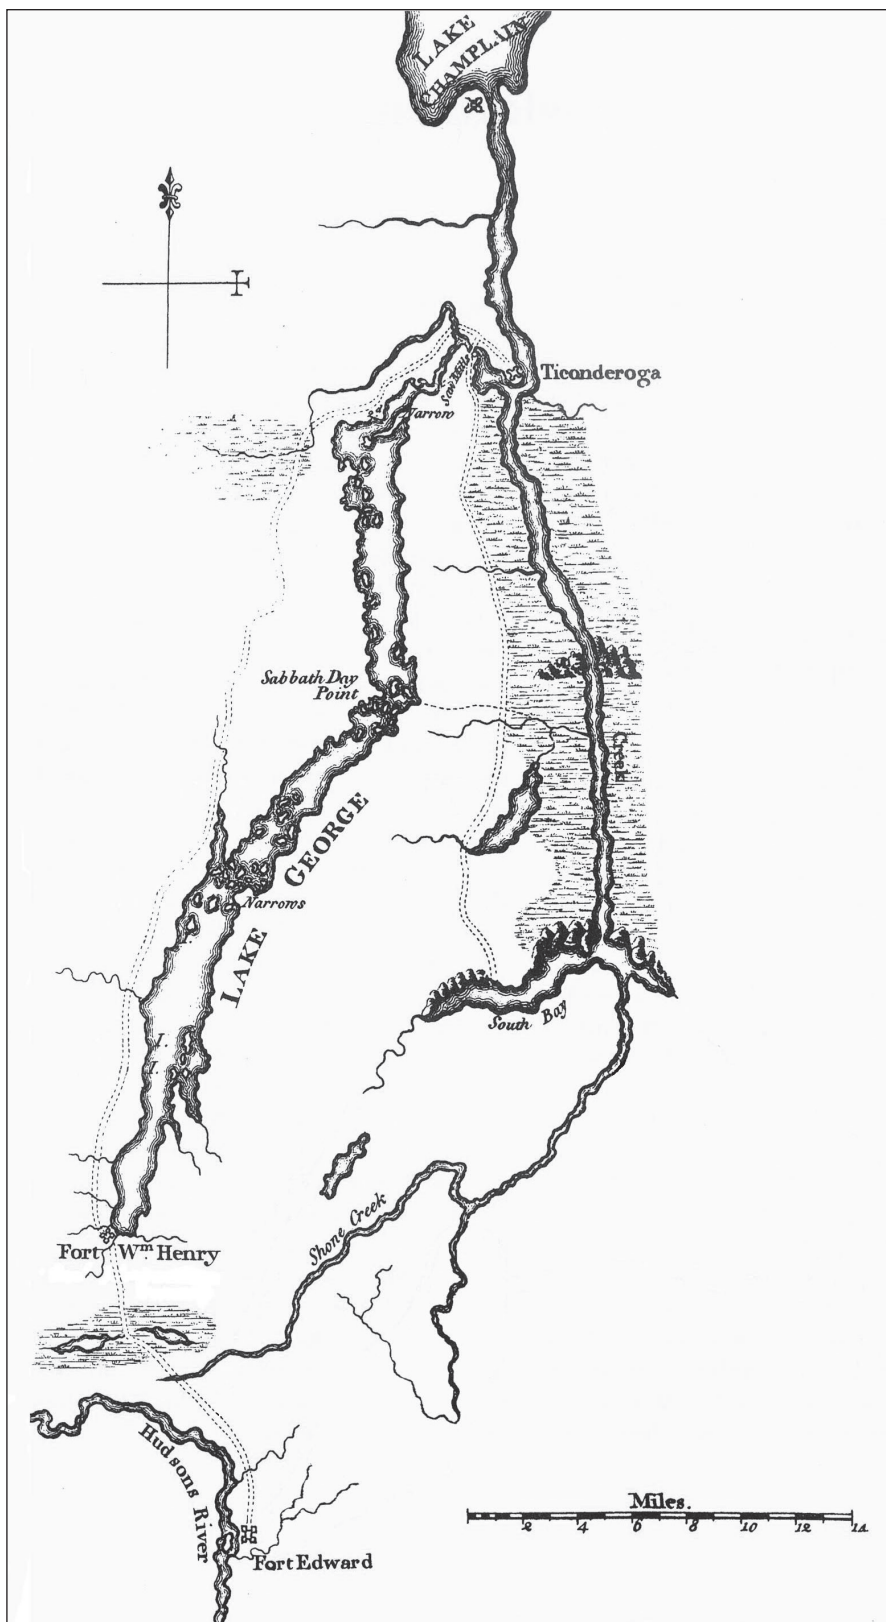 LAKE
CHAMPLAIN
Ticonderoga
Saw Mills
Narrow
Sabbath Day
Point
Creek
LAKE GEORGE
Narrows
South Bay
I.
I.
Shone Creek
Fort Wm. Henry
Hudsons River
Miles.
2 4 6 8 10 12 14
Fort Edward